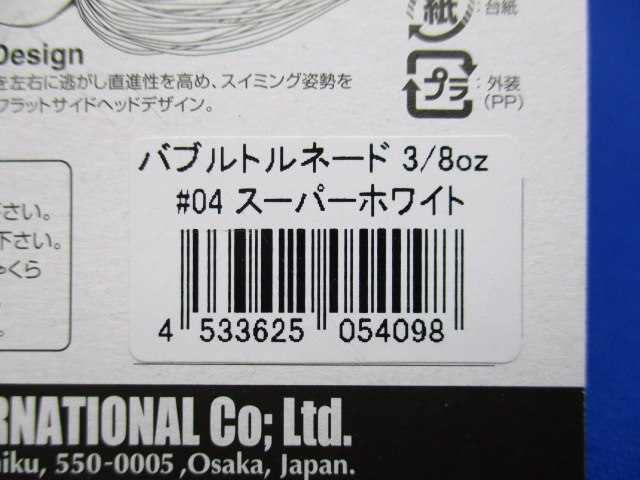 Design
を左右に逃がし直進性を高め、スイミング姿勢を
フラットサイドヘッドデザイン。
紙
:台紙
プラ
:外装
(PP)
バブルトルネード 3/8oz
#04 スーパーホワイト
4 533625 054098
下さい。
下さい。
くら
RNATIONAL Co; Ltd.
iku, 550-0005 ,Osaka, Japan.